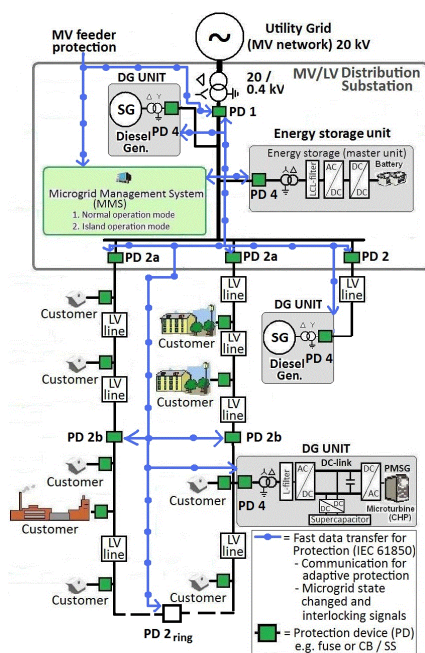 Utility Grid
(MV network) 20 kV
MV feeder
protection
20 /
0.4 kV
MV/LV Distribution
Substation
DG UNIT
SG
Δ Y
Diesel
Gen.
PD 4
PD 1
Energy storage unit
Energy storage (master unit)
Battery
PD 4
LCL-filter
AC
DC
DC
DC
Microgrid Management System
(MMS)
1. Normal operation mode
2. Island operation mode
PD 2a
PD 2a
PD 2
LV
line
LV
line
LV
line
Customer
LV
line
Customer
LV
line
DG UNIT
SG
Δ Y
Diesel
Gen.
PD 4
Customer
LV
line
Customer
PD 2b
PD 2b
DG UNIT
DC-link
PMSG
Customer
Customer
PD 4
L-filter
AC
DC
DC
DC
DC
AC
Supercapacitor
Microturbine
(CHP)
Customer
LV
line
LV
line
Customer
Customer
PD 2ring
= Fast data transfer for
Protection (IEC 61850)
- Communication for
adaptive protection
- Microgrid state
changed and
interlocking signals
= Protection device (PD)
e.g. fuse or CB / SS